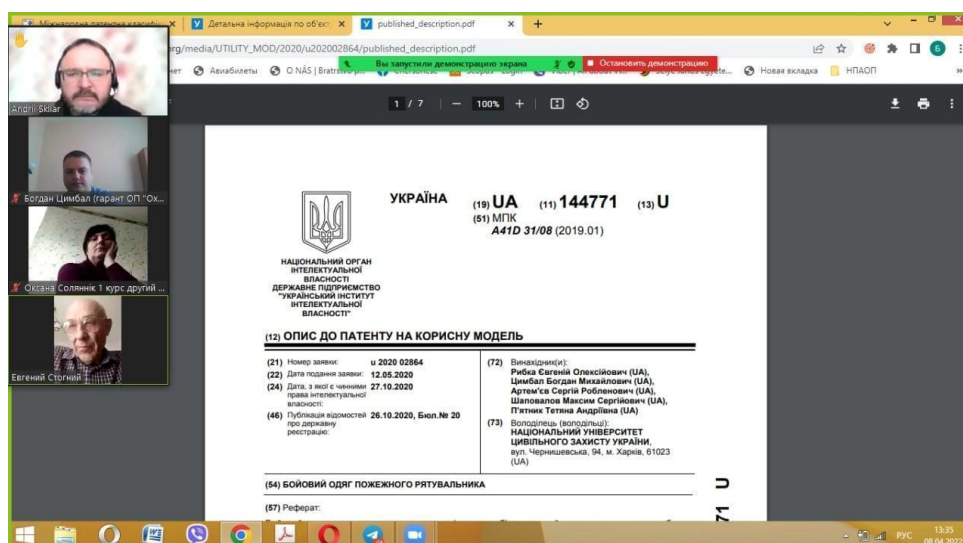 Міжнародна патентна класифі
Детальна інформація по об'єкт
published_description.pdf
org/media/UTILITY_MOD/2020/u202002864/published_description.pdf
Вы запустили демонстрацию экрана
Остановить демонстрацию
Авиабилеты
O NÁS | Bratrstvo
Новая вкладка
НПАОП
1 / 7
100%
Andrii Skliar
Богдан Цимбал (гарант ОП "Ох...
Оксана Соляннік 1 курс другий ...
Евгений Стогний
УКРАЇНА
(19) UA (11) 144771 (13) U
(51) МПК
A41D 31/08 (2019.01)
НАЦІОНАЛЬНИЙ ОРГАН
ІНТЕЛЕКТУАЛЬНОЇ
ВЛАСНОСТІ
ДЕРЖАВНЕ ПІДПРИЄМСТВО
"УКРАЇНСЬКИЙ ІНСТИТУТ
ІНТЕЛЕКТУАЛЬНОЇ
ВЛАСНОСТІ"
(12) ОПИС ДО ПАТЕНТУ НА КОРИСНУ МОДЕЛЬ
(21) Номер заявки: u 2020 02864
(22) Дата подання заявки: 12.05.2020
(24) Дата, з якої є чинними 27.10.2020
права інтелектуальної
власності:
(46) Публікація відомостей 26.10.2020, Бюл.№ 20
про державну
реєстрацію:
(72) Винахідник(и):
Рибка Євгеній Олексійович (UA),
Цимбал Богдан Михайлович (UA),
Артем'єв Сергій Робленович (UA),
Шаповалов Максим Сергійович (UA),
П'ятник Тетяна Андріївна (UA)
(73) Володілець (володільці):
НАЦІОНАЛЬНИЙ УНІВЕРСИТЕТ
ЦИВІЛЬНОГО ЗАХИСТУ УКРАЇНИ,
вул. Чернишевська, 94, м. Харків, 61023
(UA)
(54) БОЙОВИЙ ОДЯГ ПОЖЕЖНОГО РЯТУВАЛЬНИКА
(57) Реферат:
71 U
РУС
13:35
08.04.2022